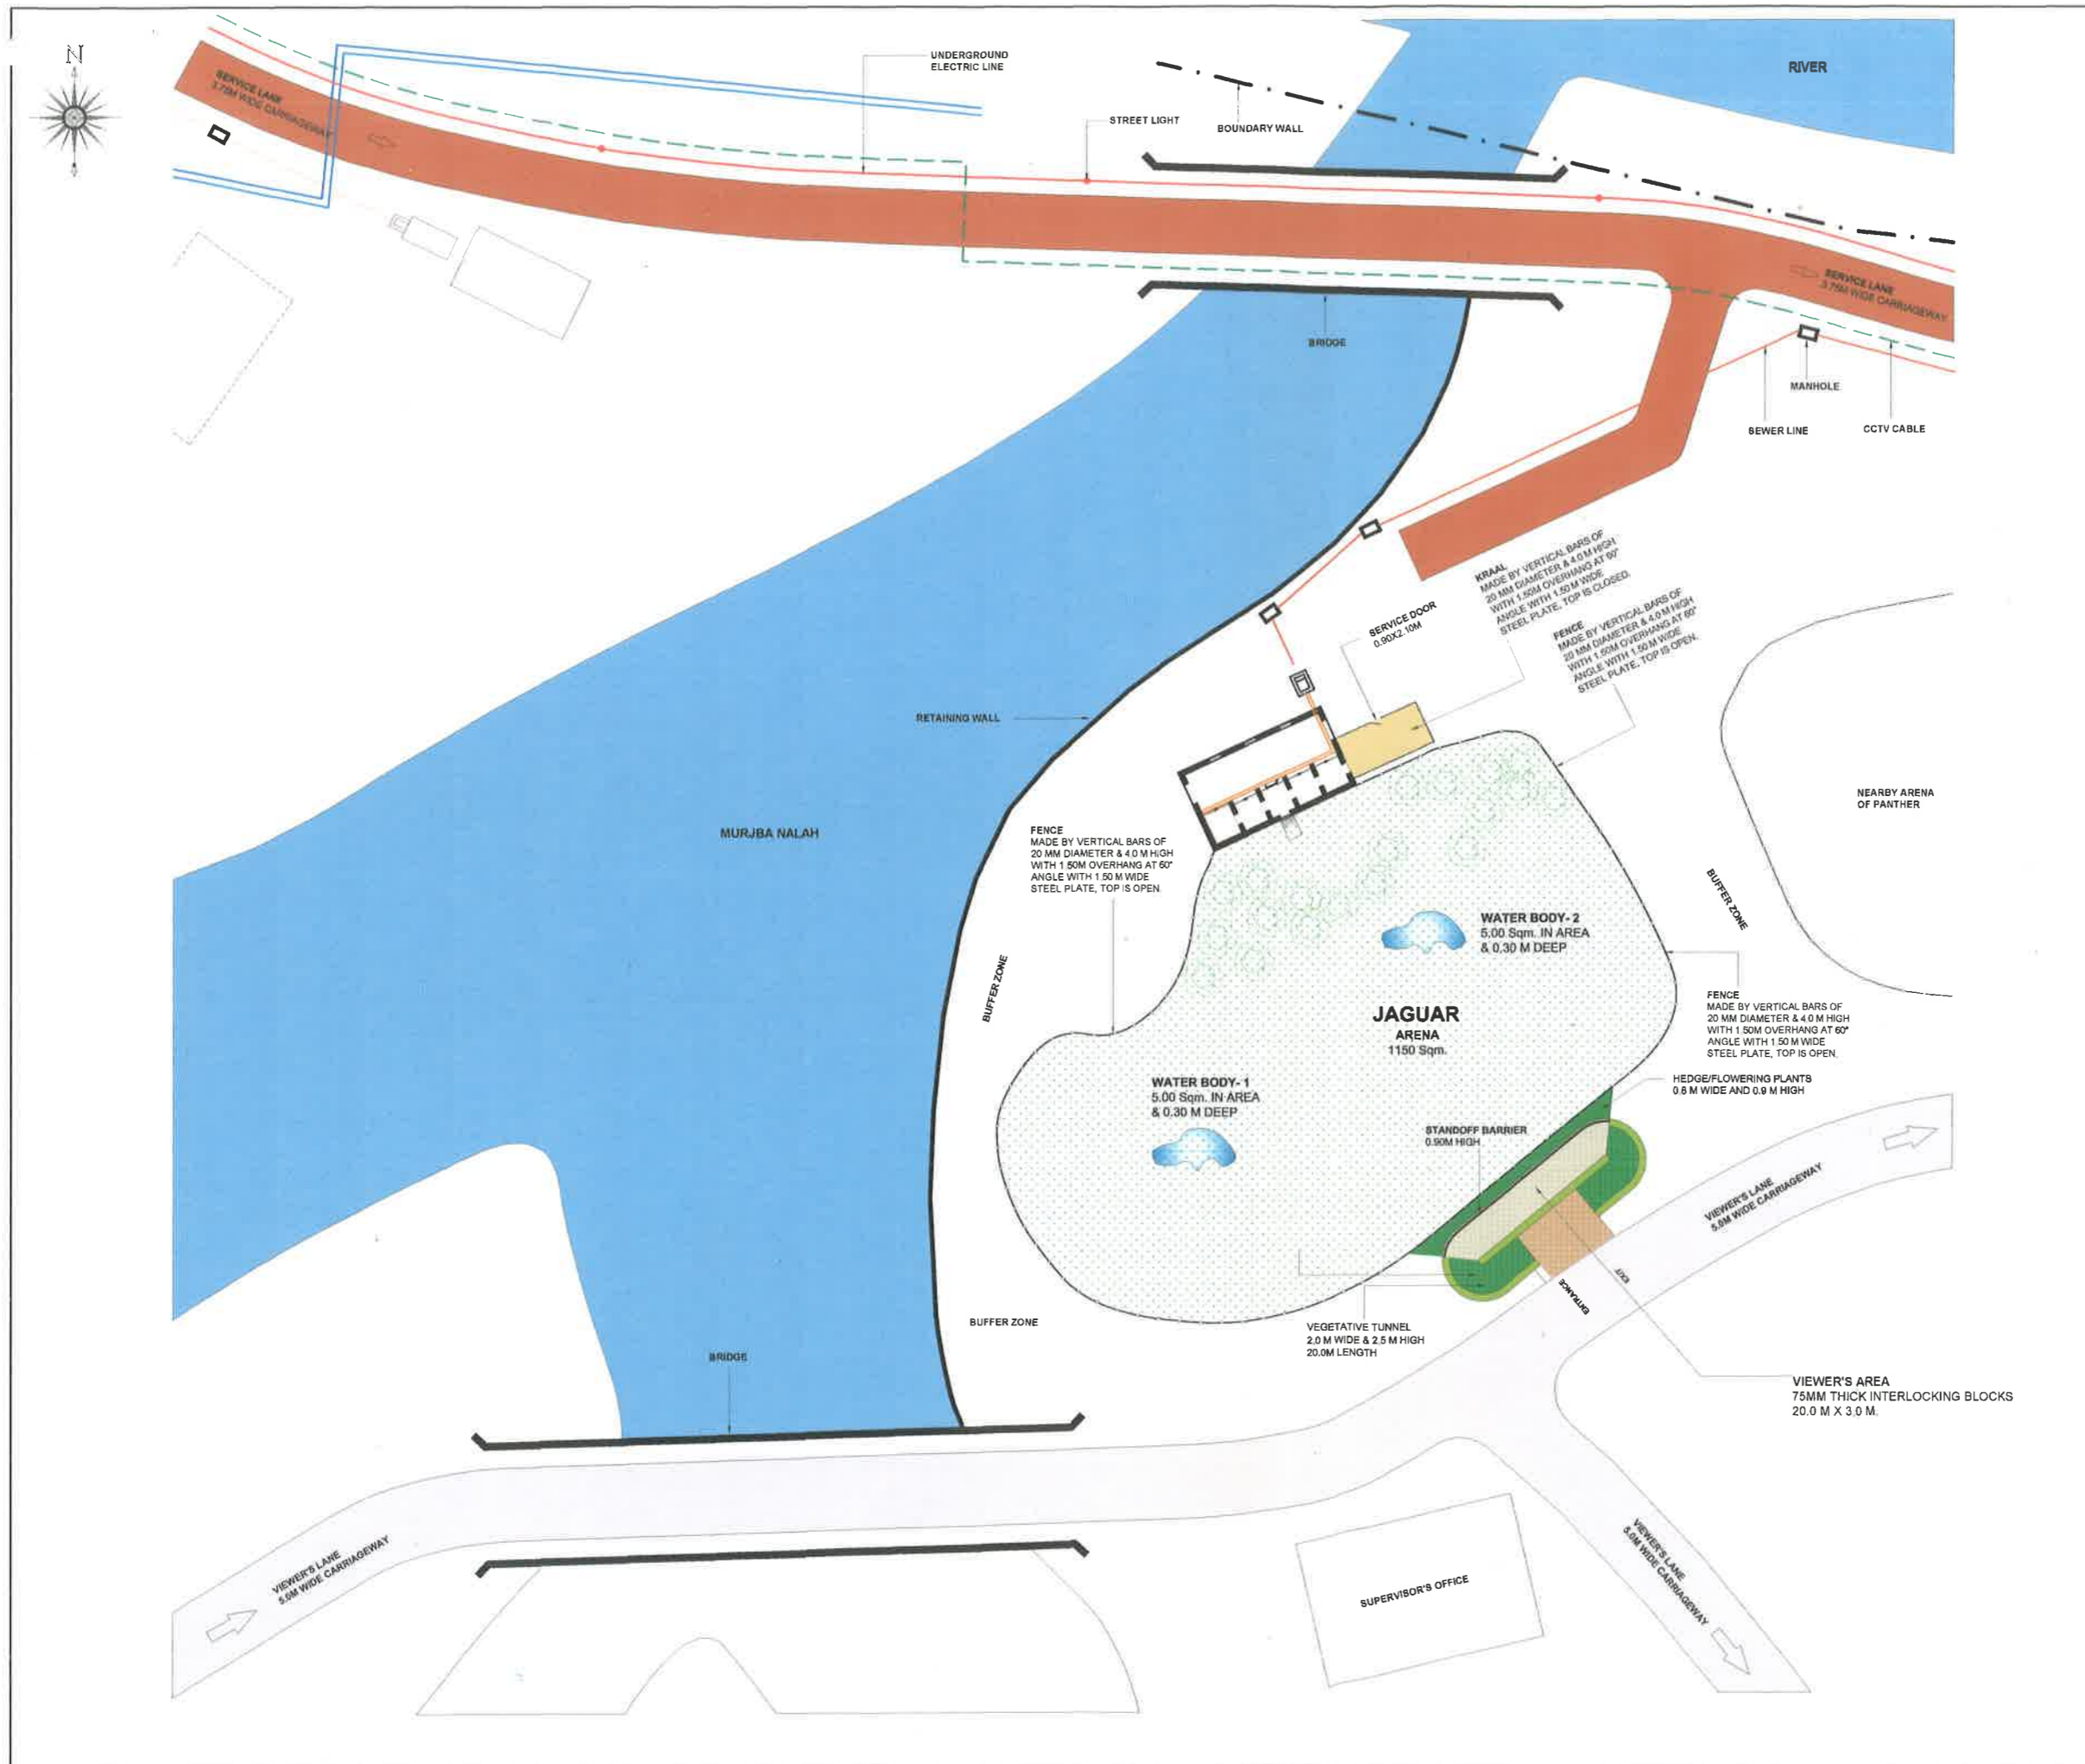 N
SERVICE LANE
3.75M WIDE CARRIAGEWAY
UNDERGROUND
ELECTRIC LINE
STREET LIGHT
BOUNDARY WALL
RIVER
SERVICE LANE
3.75M WIDE CARRIAGEWAY
BRIDGE
MANHOLE
SEWER LINE
CCTV CABLE
KRAAL
MADE BY VERTICAL BARS OF
20 MM DIAMETER & 4.0 M HIGH
WITH 1.50M OVERHANG AT 60°
ANGLE WITH 1.50 M WIDE
STEEL PLATE, TOP IS CLOSED.
SERVICE DOOR
0.90X2.10M
FENCE
MADE BY VERTICAL BARS OF
20 MM DIAMETER & 4.0 M HIGH
WITH 1.50M OVERHANG AT 60°
ANGLE WITH 1.50 M WIDE
STEEL PLATE, TOP IS OPEN.
RETAINING WALL
NEARBY ARENA
OF PANTHER
MURJBA NALAH
FENCE
MADE BY VERTICAL BARS OF
20 MM DIAMETER & 4.0 M HIGH
WITH 1.50M OVERHANG AT 60°
ANGLE WITH 1.50 M WIDE
STEEL PLATE, TOP IS OPEN.
BUFFER ZONE
WATER BODY- 2
5.00 Sqm. IN AREA
& 0.30 M DEEP
BUFFER ZONE
JAGUAR
ARENA
1150 Sqm.
FENCE
MADE BY VERTICAL BARS OF
20 MM DIAMETER & 4.0 M HIGH
WITH 1.50M OVERHANG AT 60°
ANGLE WITH 1.50 M WIDE
STEEL PLATE, TOP IS OPEN.
WATER BODY- 1
5.00 Sqm. IN AREA
& 0.30 M DEEP
HEDGE/FLOWERING PLANTS
0.6 M WIDE AND 0.9 M HIGH
STANDOFF BARRIER
0.90M HIGH
VIEWER'S LANE
5.0M WIDE CARRIAGEWAY
EXIT
ENTRANCE
BUFFER ZONE
VEGETATIVE TUNNEL
2.0 M WIDE & 2.5 M HIGH
20.0M LENGTH
BRIDGE
VIEWER'S AREA
75MM THICK INTERLOCKING BLOCKS
20.0 M X 3.0 M.
VIEWER'S LANE
5.0M WIDE CARRIAGEWAY
SUPERVISOR'S OFFICE
VIEWER'S LANE
5.0M WIDE CARRIAGEWAY